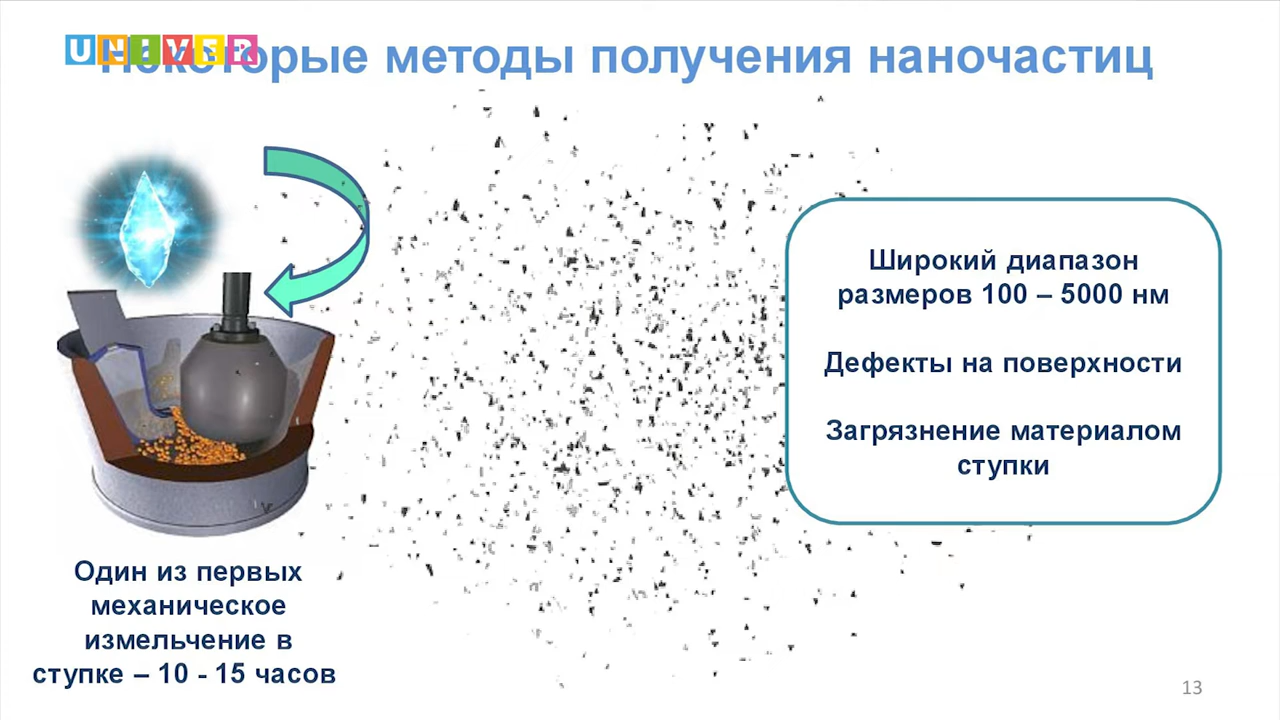 UNIVER
Некоторые методы получения наночастиц
Широкий диапазон
размеров 100 – 5000 нм
Дефекты на поверхности
Загрязнение материалом
ступки
Один из первых
механическое
измельчение в
ступке – 10 - 15 часов
13